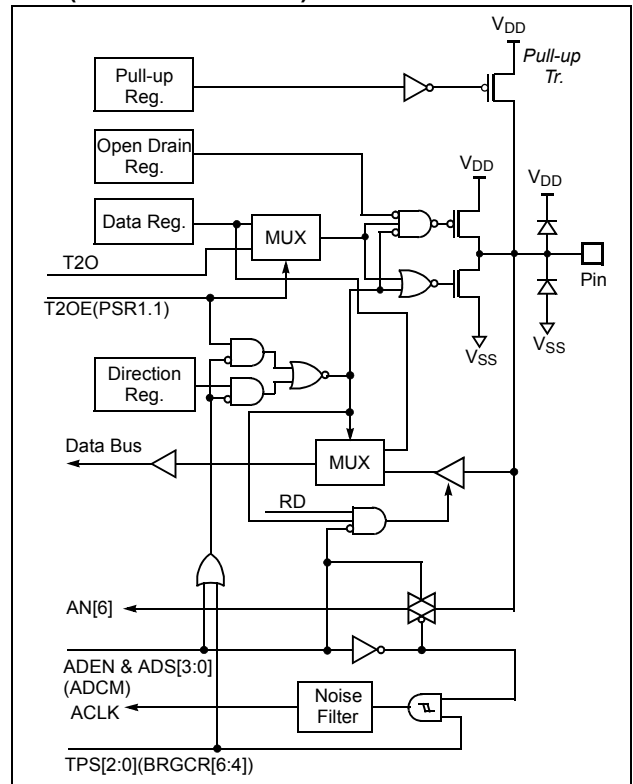 VDD
Pull-up
Tr.
Pull-up
Reg.
Open Drain
Reg.
VDD
VDD
Data Reg.
MUX
T2O
Pin
T2OE(PSR1.1)
VSS
VSS
Direction
Reg.
Data Bus
MUX
RD
AN[6]
ADEN & ADS[3:0]
(ADCM)
Noise
Filter
ACLK
TPS[2:0](BRGCR[6:4])